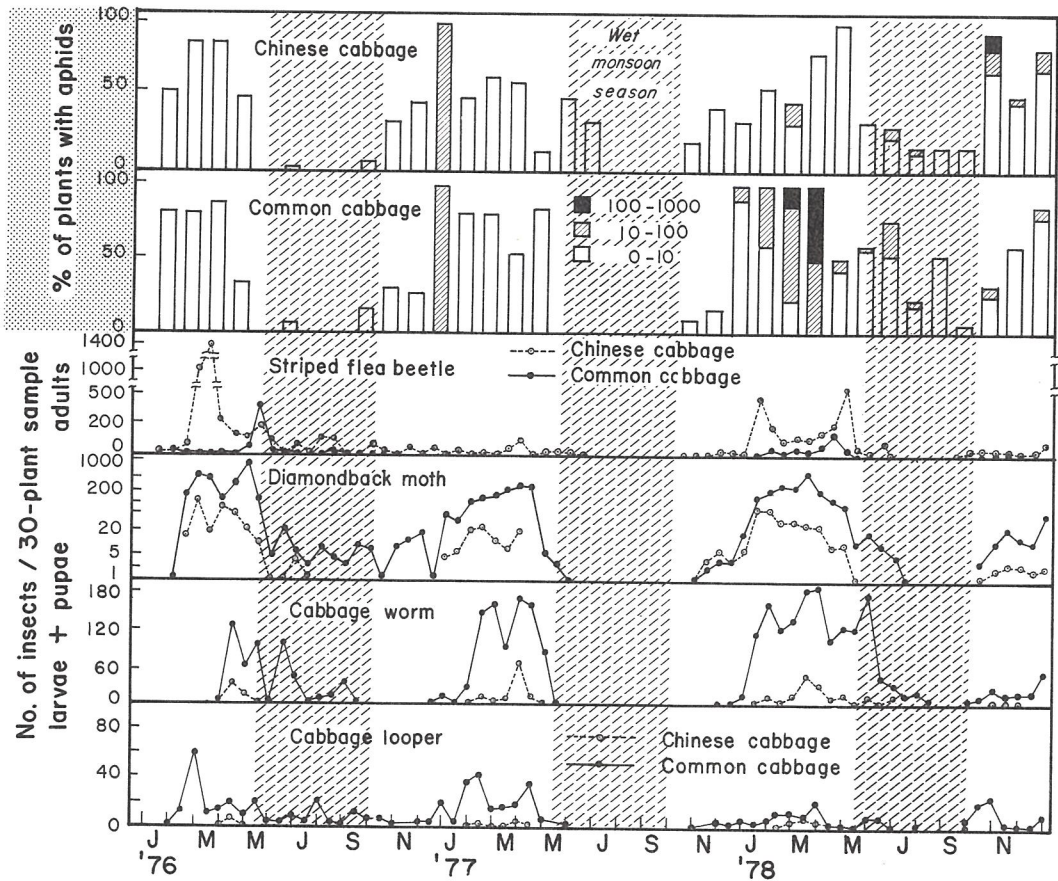 % of plants with aphids
100
50
0
Chinese cabbage
Wet
monsoon
season
100
50
0
Common cabbage
100-1000
10-100
0-10
No. of insects / 30-plant sample
larvae + pupae
adults
1400
1000
500
200
0
Striped flea beetle
Chinese cabbage
Common ccbbage
1000
200
20
5
1
Diamondback moth
180
120
60
0
Cabbage worm
80
40
0
Cabbage looper
Chinese cabbage
Common cabbage
J M M J S N J M M J S N J M M J S N
'76 '77 '78